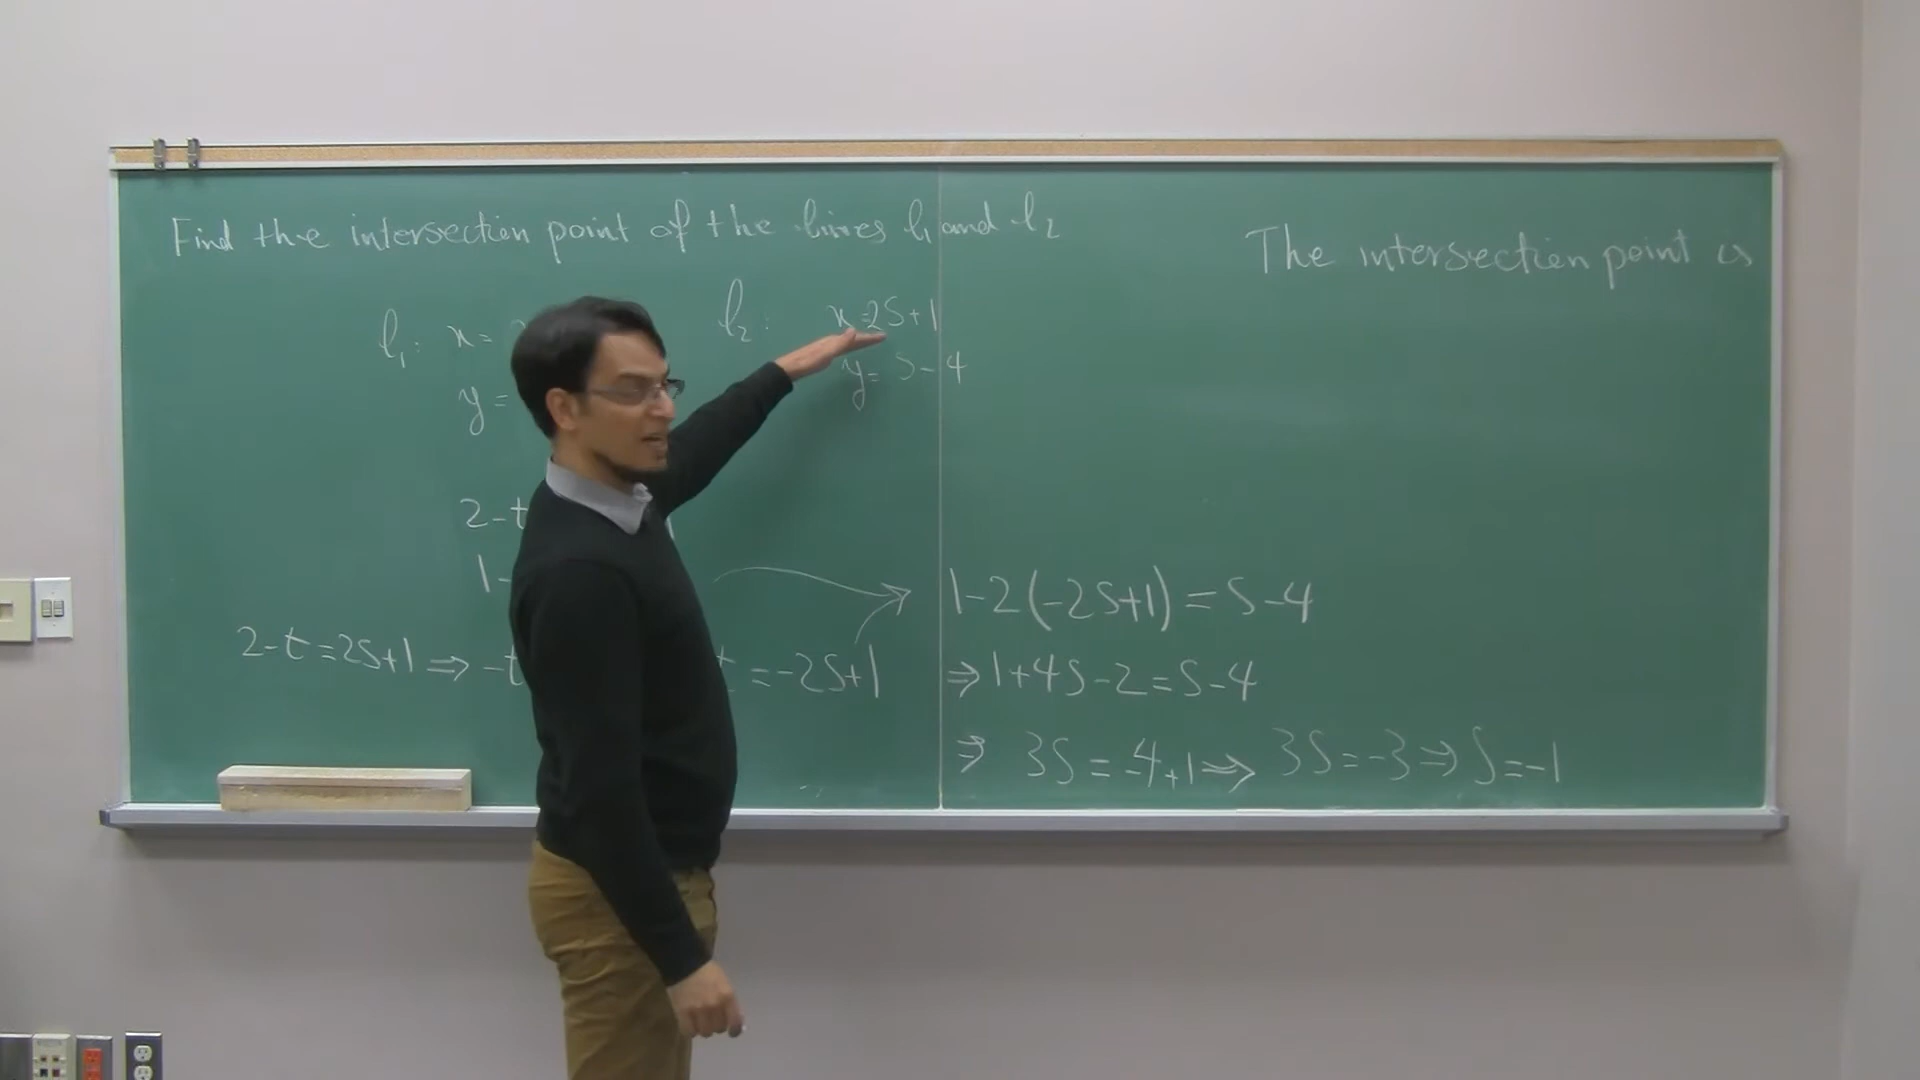 Find the intersection point of the lines l₁ and l₂
l₁: x=
y=
l₂: x=2S+1
y= S-4
2-t
1-
2-t=2S+1 ⇒ -t
t=-2S+1
The intersection point is
1-2(-2S+1)=S-4
⇒ 1+4S-2=S-4
⇒ 3S=-4+1 ⇒ 3S=-3 ⇒ S=-1